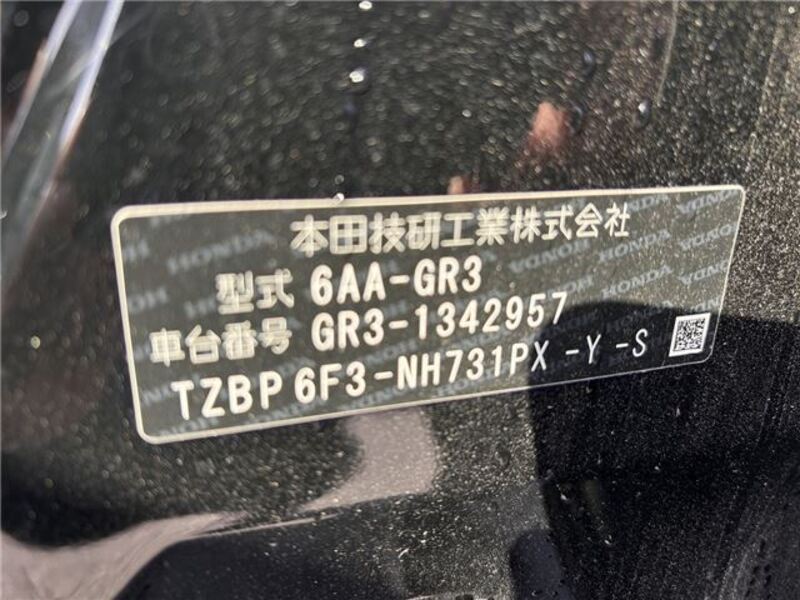 本田技研工業株式会社
型式 6AA-GR3
車台番号 GR3-1342957
TZBP 6F3-NH731PX -Y -S